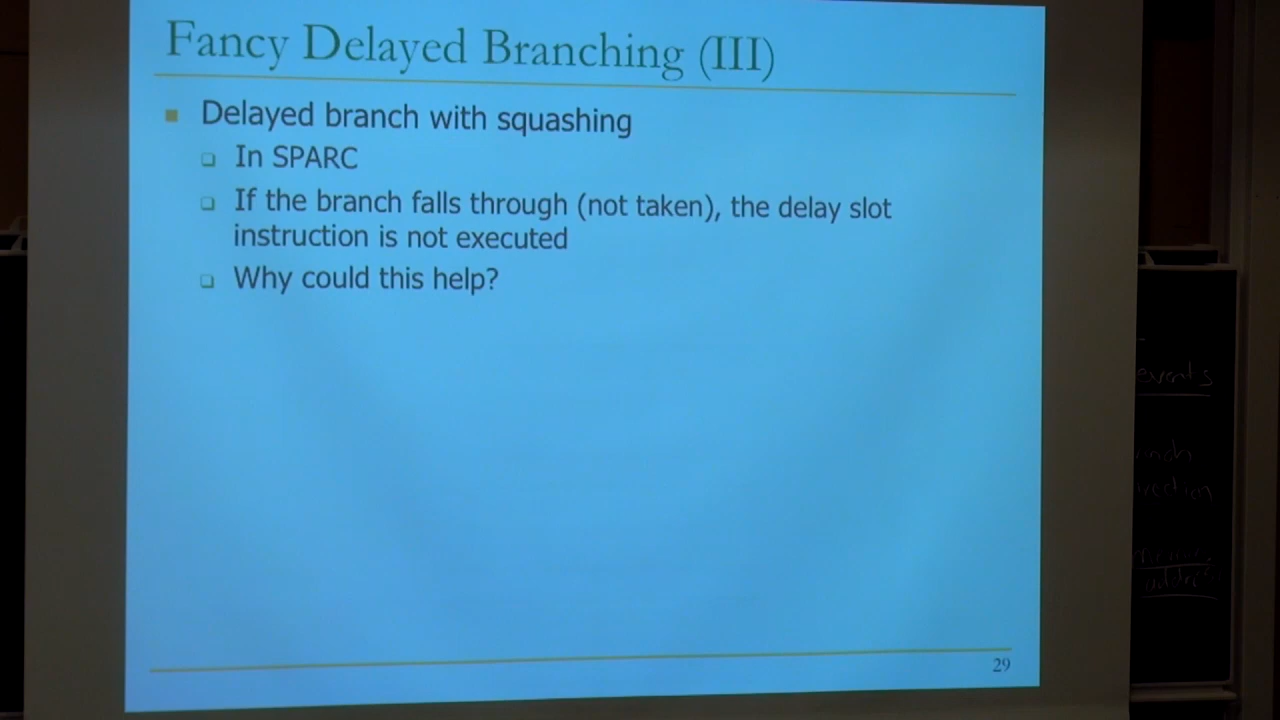 Fancy Delayed Branching (III)
Delayed branch with squashing
In SPARC
If the branch falls through (not taken), the delay slot
instruction is not executed
Why could this help?
29
events